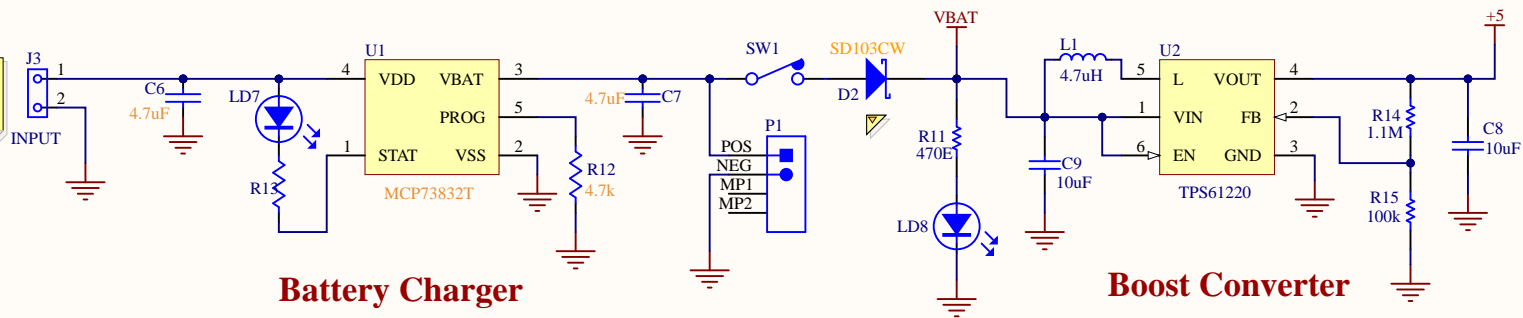 VBAT
+5
J3
1
2
INPUT
C6
4.7uF
LD7
R13
U1
4
VDD
VBAT
3
PROG
5
1
STAT
VSS
2
MCP73832T
R12
4.7k
4.7uF
C7
SW1
SD103CW
D2
P1
POS
NEG
MP1
MP2
R11
470E
LD8
C9
10uF
L1
4.7uH
U2
5
L
VOUT
4
1
VIN
FB
2
6
EN
GND
3
TPS61220
R14
1.1M
R15
100k
C8
10uF
Battery Charger
Boost Converter